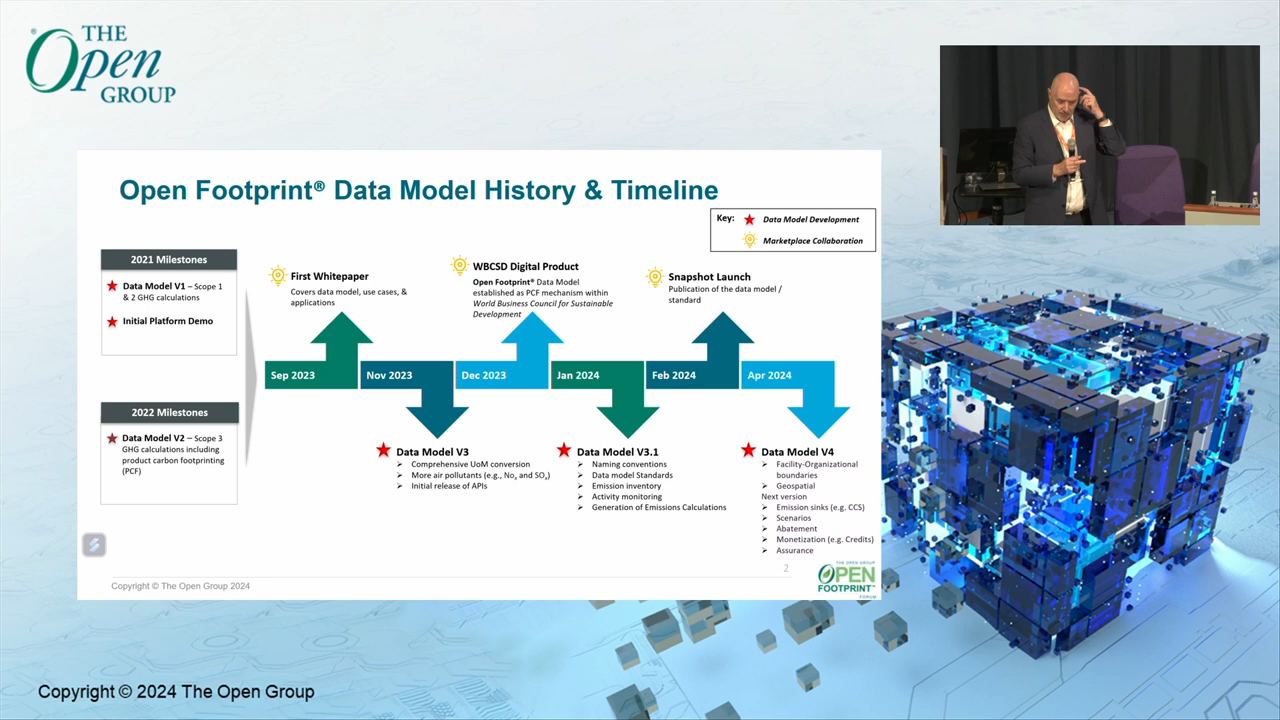 THE
Open
GROUP
Open Footprint® Data Model History & Timeline
Key:
Data Model Development
Marketplace Collaboration
2021 Milestones
Data Model V1 – Scope 1
& 2 GHG calculations
Initial Platform Demo
2022 Milestones
Data Model V2 – Scope 3
GHG calculations including
product carbon footprinting
(PCF)
First Whitepaper
Covers data model, use cases, &
applications
WBCSD Digital Product
Open Footprint® Data Model
established as PCF mechanism within
World Business Council for Sustainable
Development
Snapshot Launch
Publication of the data model /
standard
Sep 2023
Nov 2023
Dec 2023
Jan 2024
Feb 2024
Apr 2024
Data Model V3
Comprehensive UoM conversion
More air pollutants (e.g., Noₓ and SOₓ)
Initial release of APIs
Data Model V3.1
Naming conventions
Data model Standards
Emission inventory
Activity monitoring
Generation of Emissions Calculations
Data Model V4
Facility-Organizational
boundaries
Geospatial
Next version
Emission sinks (e.g. CCS)
Scenarios
Abatement
Monetization (e.g. Credits)
Assurance
2
Copyright © The Open Group 2024
THE OPEN GROUP
OPEN
FOOTPRINT™
FORUM
Copyright © 2024 The Open Group